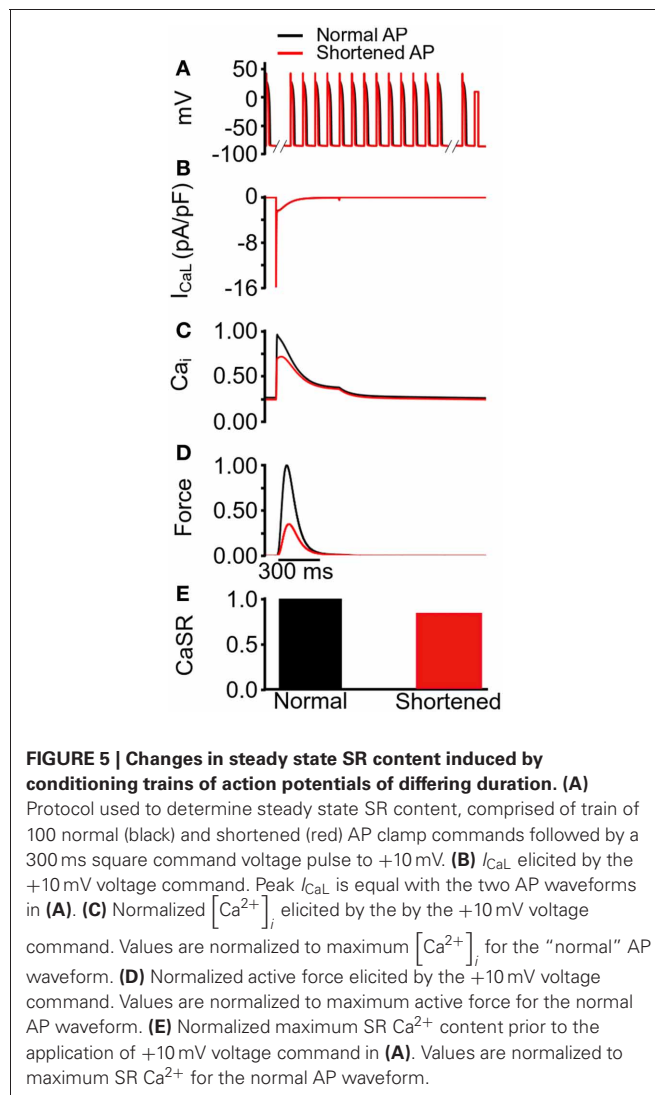 Normal AP
Shortened AP
A
50
0
-50
-100
mV
B
0
-8
-16
ICaL (pA/pF)
C
1.00
0.50
0.00
Cai
D
1.00
0.50
0.00
Force
300 ms
E
1.0
0.5
0.0
CaSR
Normal
Shortened
FIGURE 5 | Changes in steady state SR content induced by
conditioning trains of action potentials of differing duration. (A)
Protocol used to determine steady state SR content, comprised of train of
100 normal (black) and shortened (red) AP clamp commands followed by a
300 ms square command voltage pulse to +10 mV. (B) ICaL elicited by the
+10 mV voltage command. Peak ICaL is equal with the two AP waveforms
in (A). (C) Normalized [Ca2+]i elicited by the by the +10 mV voltage
command. Values are normalized to maximum [Ca2+]i for the “normal” AP
waveform. (D) Normalized active force elicited by the +10 mV voltage
command. Values are normalized to maximum active force for the normal
AP waveform. (E) Normalized maximum SR Ca2+ content prior to the
application of +10 mV voltage command in (A). Values are normalized to
maximum SR Ca2+ for the normal AP waveform.